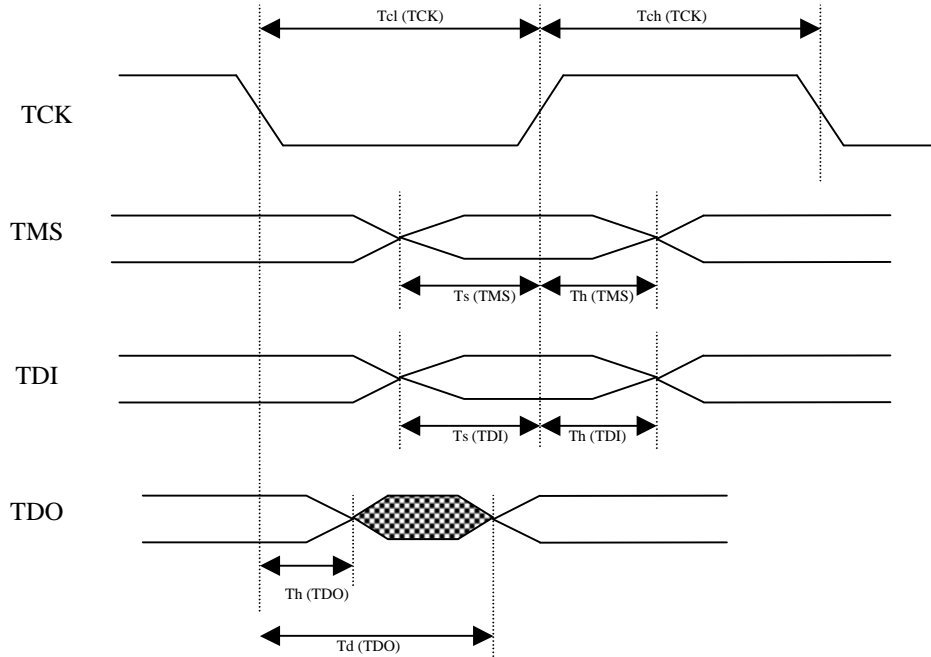 Tcl (TCK) Tch (TCK)
TCK
TMS
Ts (TMS) Th (TMS)
TDI
Ts (TDI) Th (TDI)
TDO
Th (TDO)
Td (TDO)